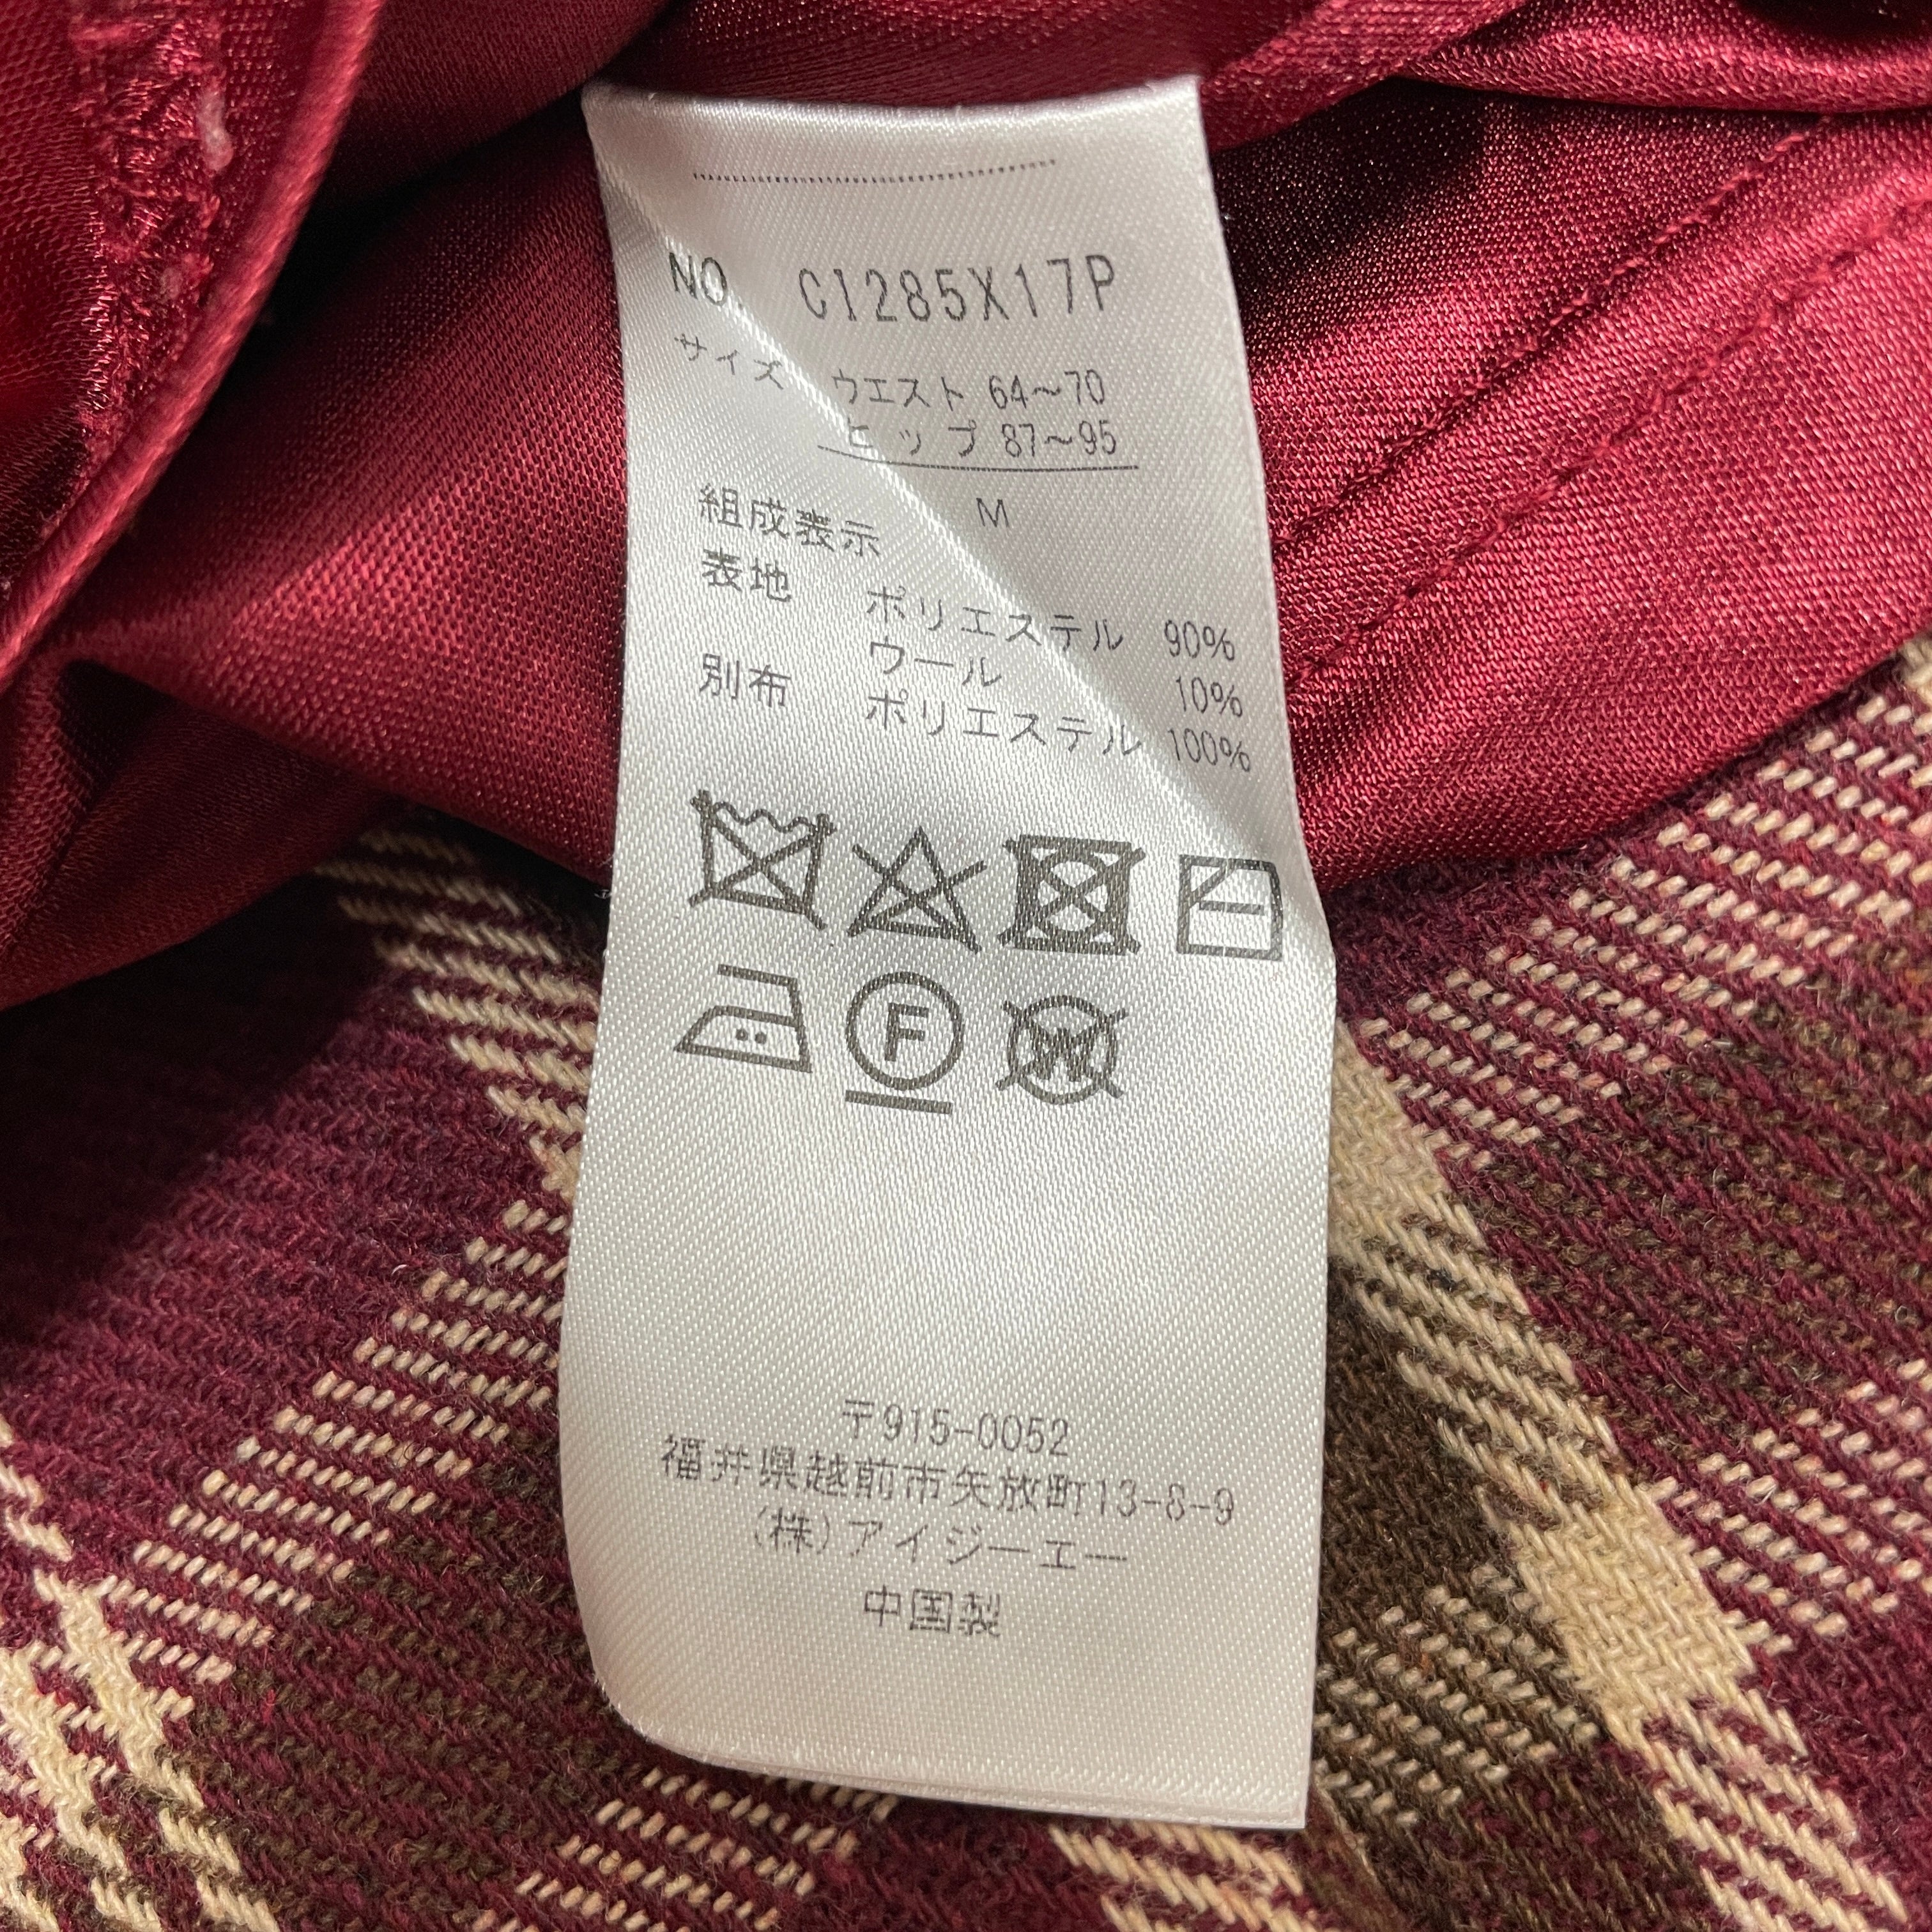 NO. C1285X17P
サイズ ウエスト 64~70
ヒップ 87~95
M
組成表示
表地 ポリエステル 90%
ウール 10%
別布 ポリエステル 100%
F
W
〒915-0052
福井県越前市矢放町13-8-9
(株)アイジーエー
中国製